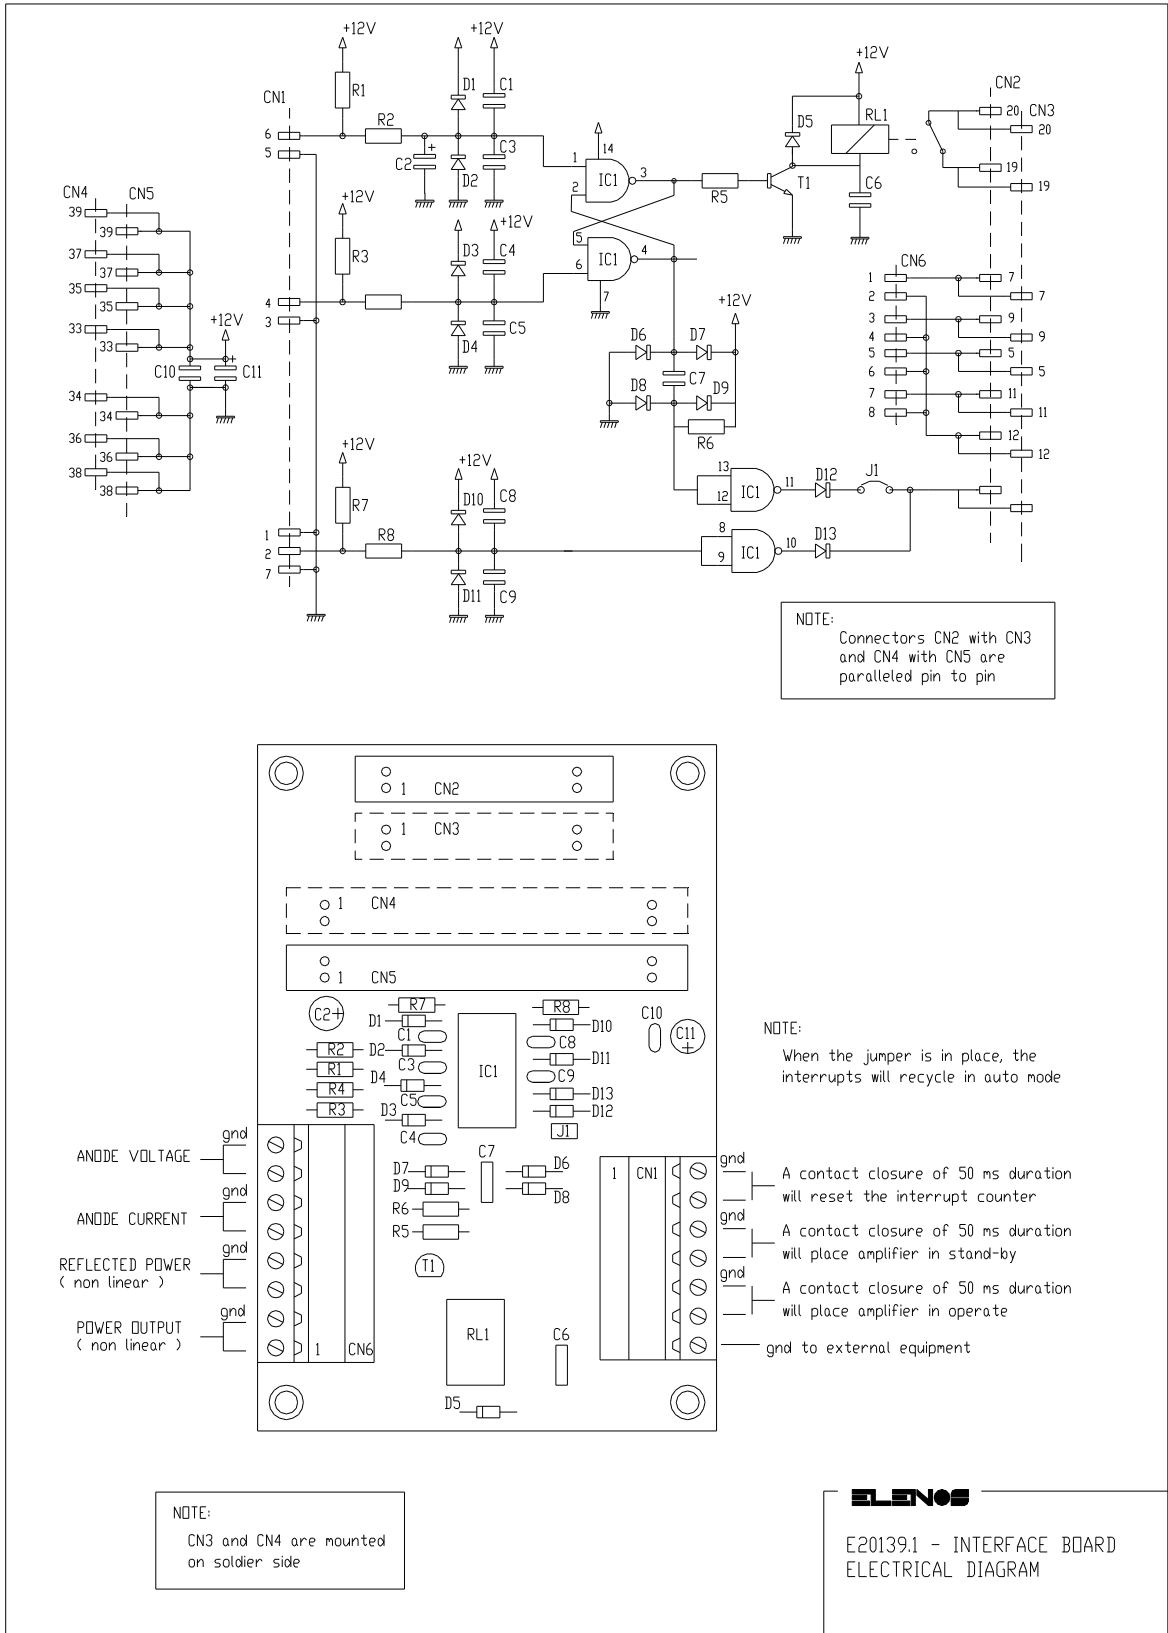 +12V
+12V
+12V
CN1
R1
D1
C1
6
R2
5
C2
+
D2
C3
1
2
14
IC1
3
R5
T1
D5
RL1
+12V
C6
CN2
CN3
20
20
19
19
CN4
CN5
39
39
37
37
35
35
33
33
34
34
36
36
38
38
C10
C11
+12V
+
+12V
R3
D3
C4
4
3
D4
C5
5
6
IC1
4
7
+12V
D6
D7
C7
D8
D9
R6
+12V
CN6
1
2
3
4
5
6
7
8
7
7
9
9
5
5
11
11
12
12
+12V
R7
+12V
D10
C8
1
2
7
R8
D11
C9
13
12
IC1
11
D12
J1
8
9
IC1
10
D13
NOTE:
Connectors CN2 with CN3
and CN4 with CN5 are
paralleled pin to pin
1 CN2
1 CN3
1 CN4
1 CN5
C2+
R7
D1
C1
R2
D2
R1
C3
R4
D4
C5
R3
D3
C4
IC1
R8
D10
C8
D11
C9
D13
D12
J1
C10
C11
+
D7
D9
C7
D6
D8
R6
R5
T1
RL1
C6
D5
1 CN6
1 CN1
NOTE:
When the jumper is in place, the
interrupts will recycle in auto mode
gnd
ANODE VOLTAGE
gnd
ANODE CURRENT
gnd
REFLECTED POWER
( non linear )
gnd
POWER OUTPUT
( non linear )
gnd
A contact closure of 50 ms duration
will reset the interrupt counter
gnd
A contact closure of 50 ms duration
will place amplifier in stand-by
gnd
A contact closure of 50 ms duration
will place amplifier in operate
gnd to external equipment
NOTE:
CN3 and CN4 are mounted
on soldier side
ELENOS
E20139.1 - INTERFACE BOARD
ELECTRICAL DIAGRAM